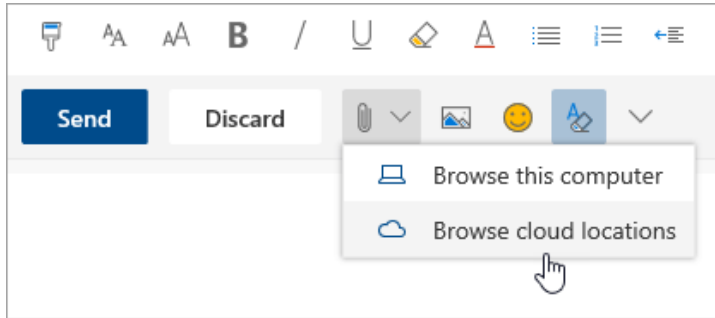 B I U A
Send Discard
Browse this computer
Browse cloud locations